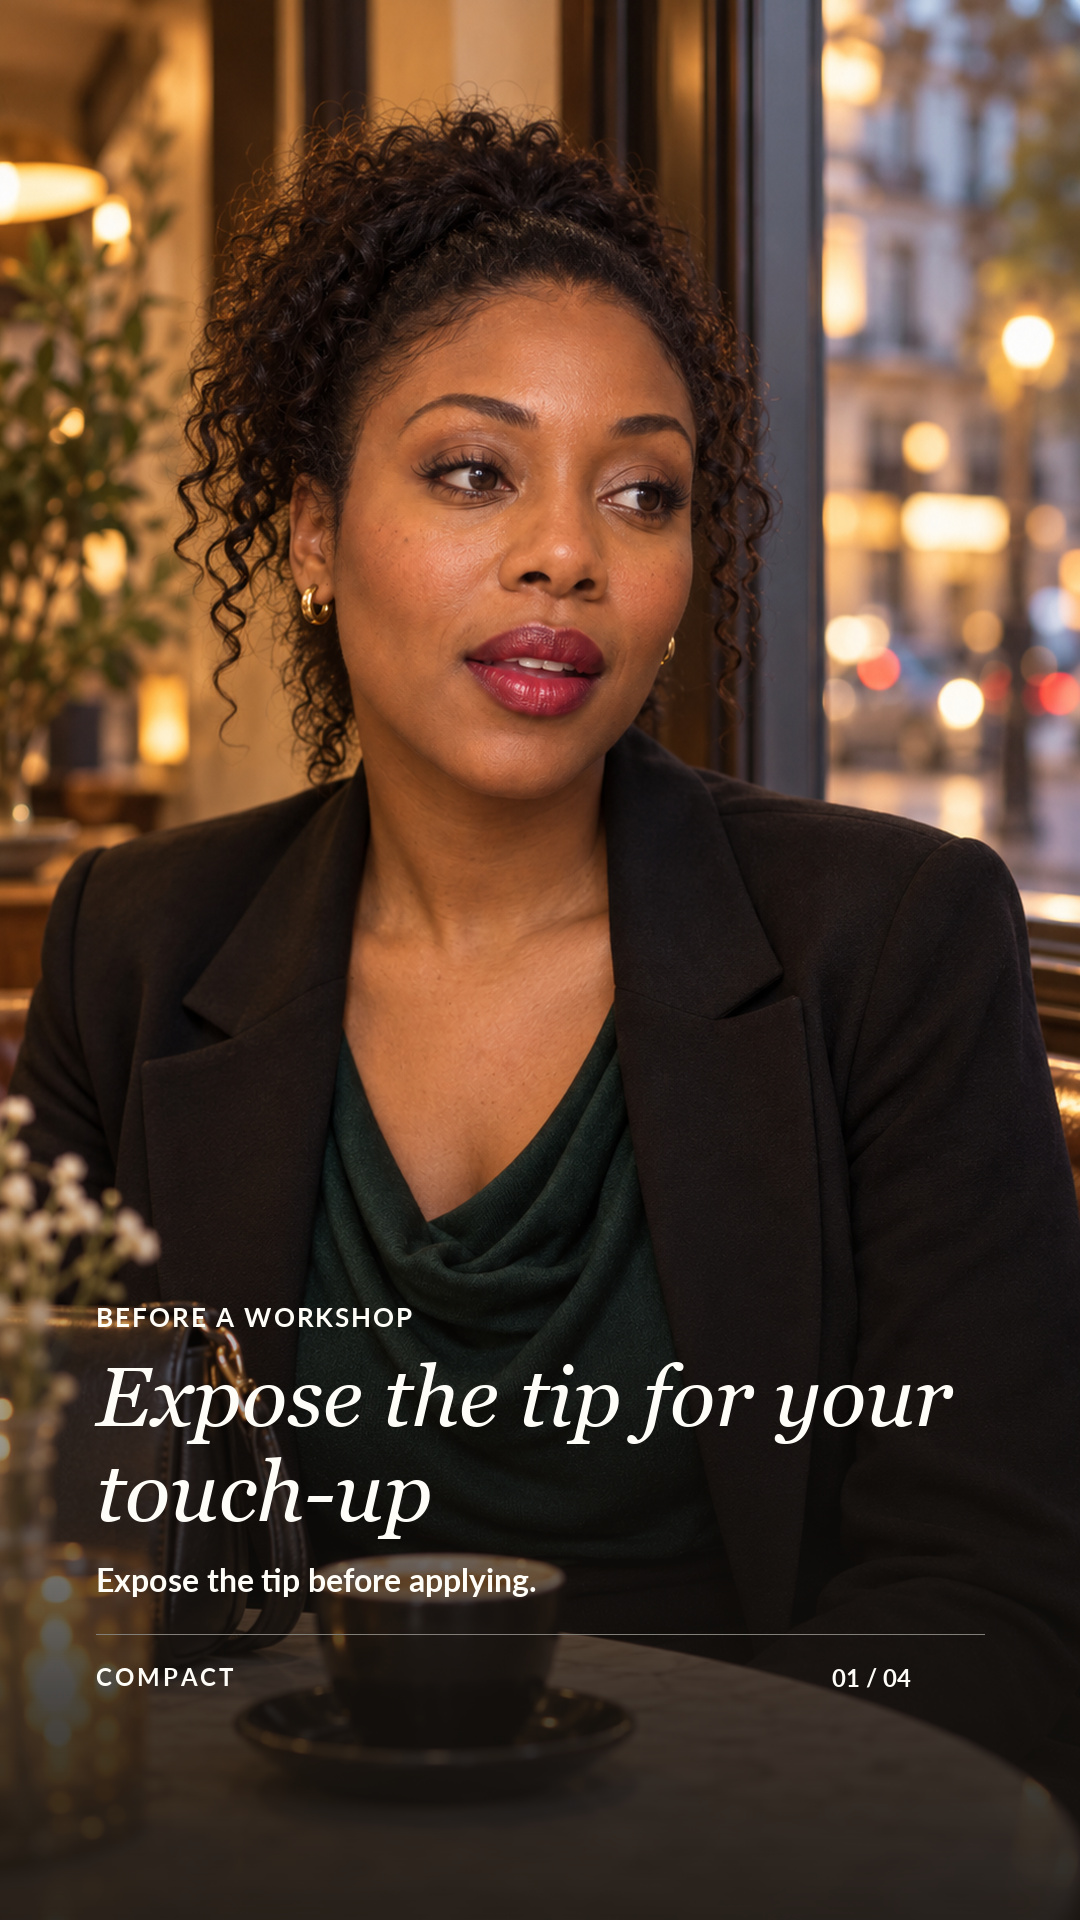 BEFORE A WORKSHOP
Expose the tip for your
touch-up
Expose the tip before applying.
COMPACT
01 / 04